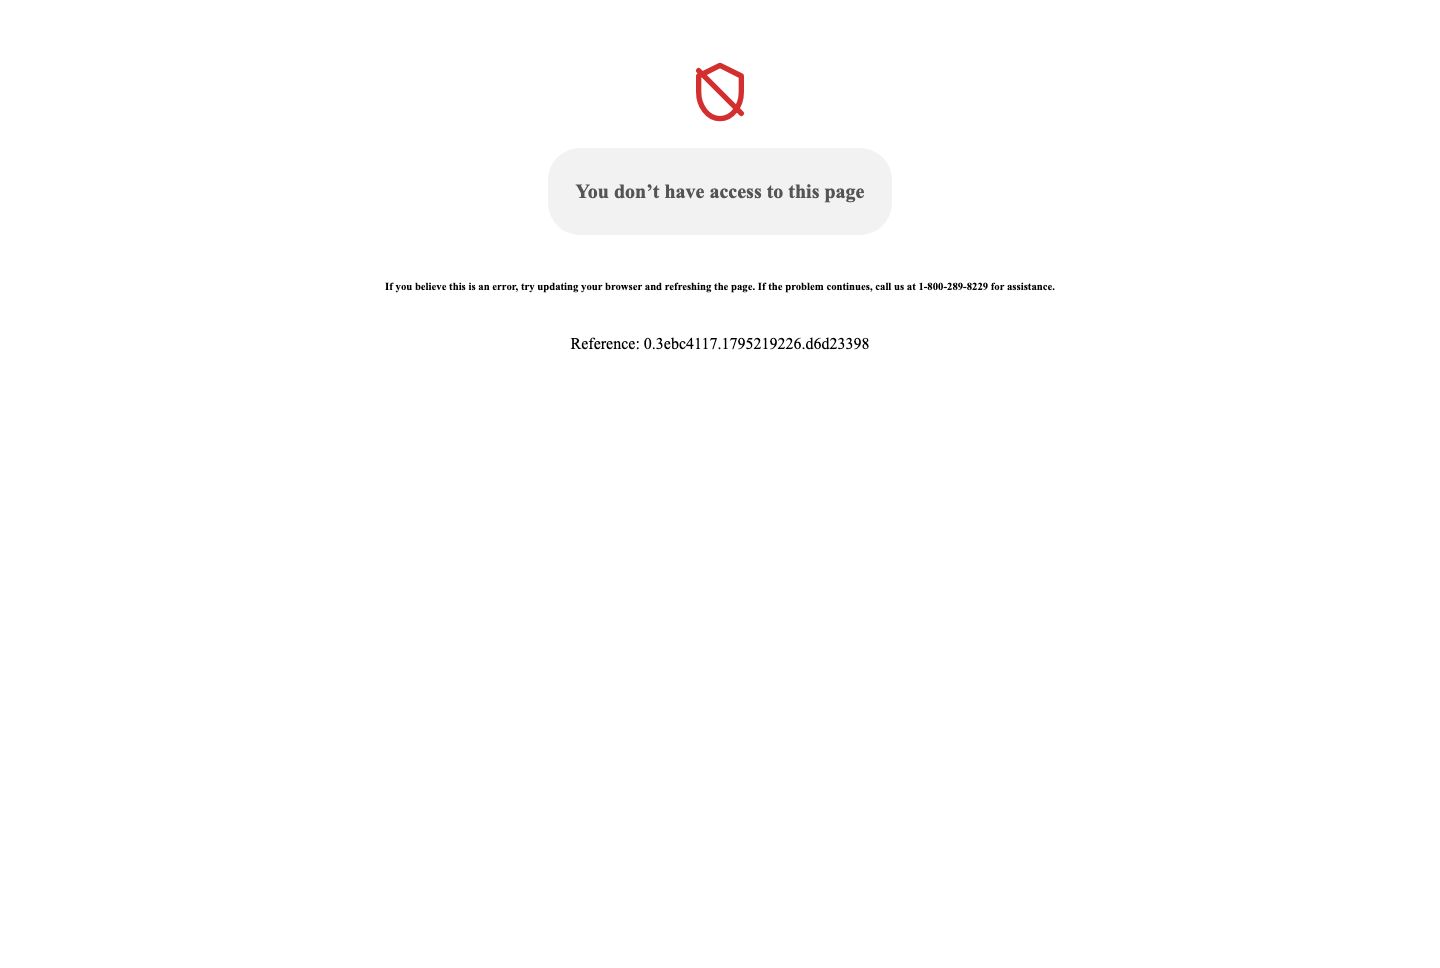 You don’t have access to this page
If you believe this is an error, try updating your browser and refreshing the page. If the problem continues, call us at 1-800-289-8229 for assistance.
Reference: 0.3ebc4117.1795219226.d6d23398